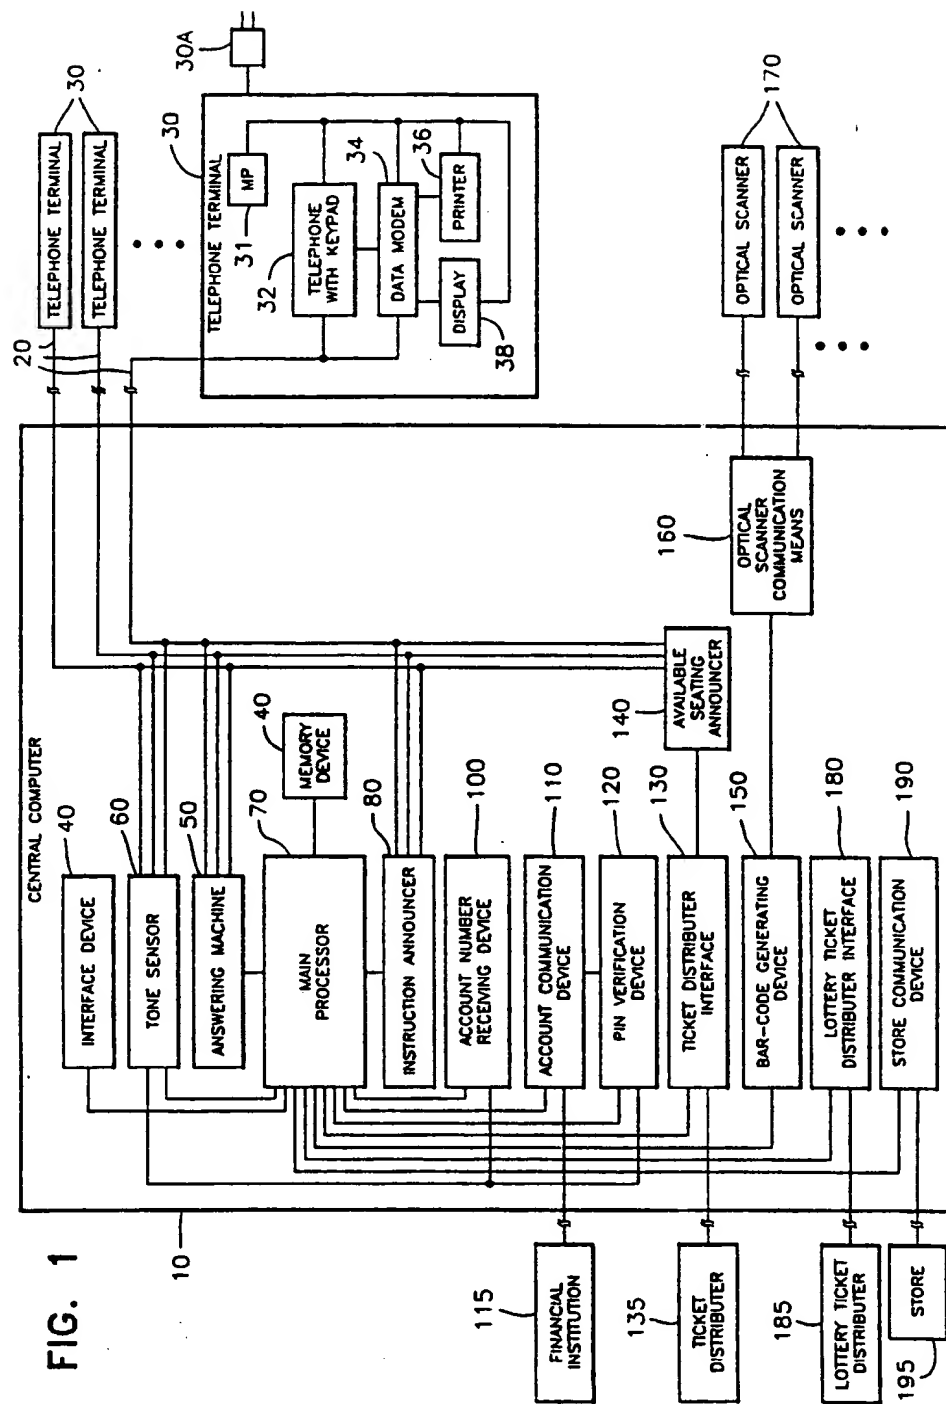 FIG. 1
10
CENTRAL COMPUTER
40
INTERFACE DEVICE
60
TONE SENSOR
50
ANSWERING MACHINE
70
MAIN
PROCESSOR
40
MEMORY
DEVICE
80
INSTRUCTION ANNOUNCER
100
ACCOUNT NUMBER
RECEIVING DEVICE
110
ACCOUNT COMMUNICATION
DEVICE
120
PIN VERIFICATION
DEVICE
130
TICKET DISTRIBUTER
INTERFACE
140
AVAILABLE
SEATING
ANNOUNCER
150
BAR-CODE GENERATING
DEVICE
160
OPTICAL
SCANNER
COMMUNICATION
MEANS
180
LOTTERY TICKET
DISTRIBUTER INTERFACE
190
STORE COMMUNICATION
DEVICE
115
FINANCIAL
INSTITUTION
135
TICKET
DISTRIBUTER
185
LOTTERY TICKET
DISTRIBUTER
STORE
195
20
TELEPHONE TERMINAL
TELEPHONE TERMINAL
30
30
30A
TELEPHONE TERMINAL
31
MP
32
TELEPHONE
WITH KEYPAD
34
DATA MODEM
36
PRINTER
DISPLAY
38
OPTICAL SCANNER
OPTICAL SCANNER
170